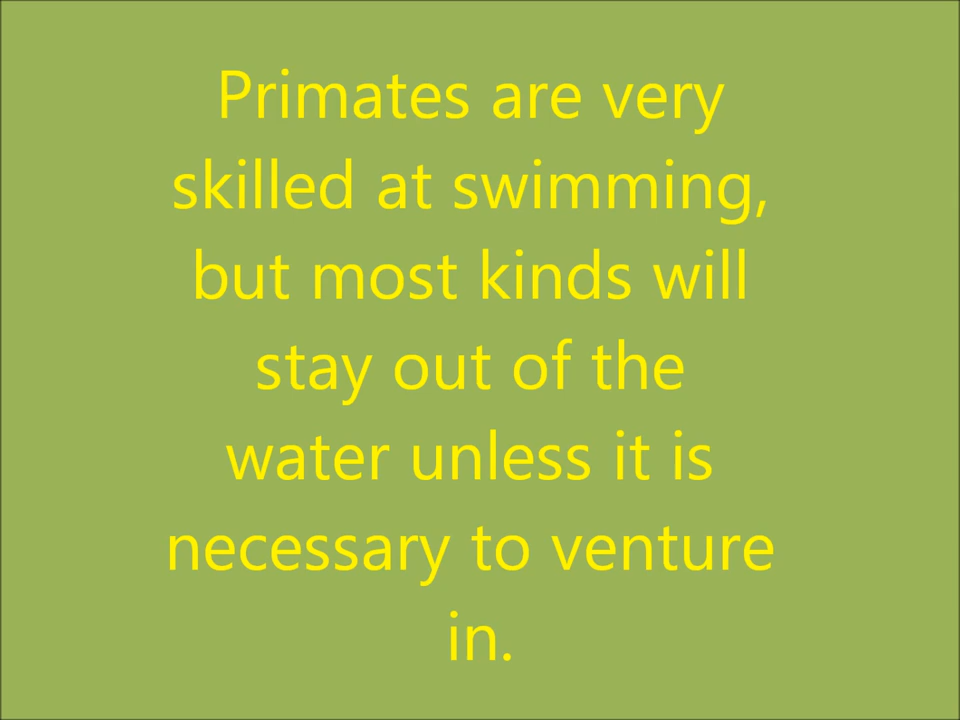 Primates are very
skilled at swimming,
but most kinds will
stay out of the
water unless it is
necessary to venture
in.